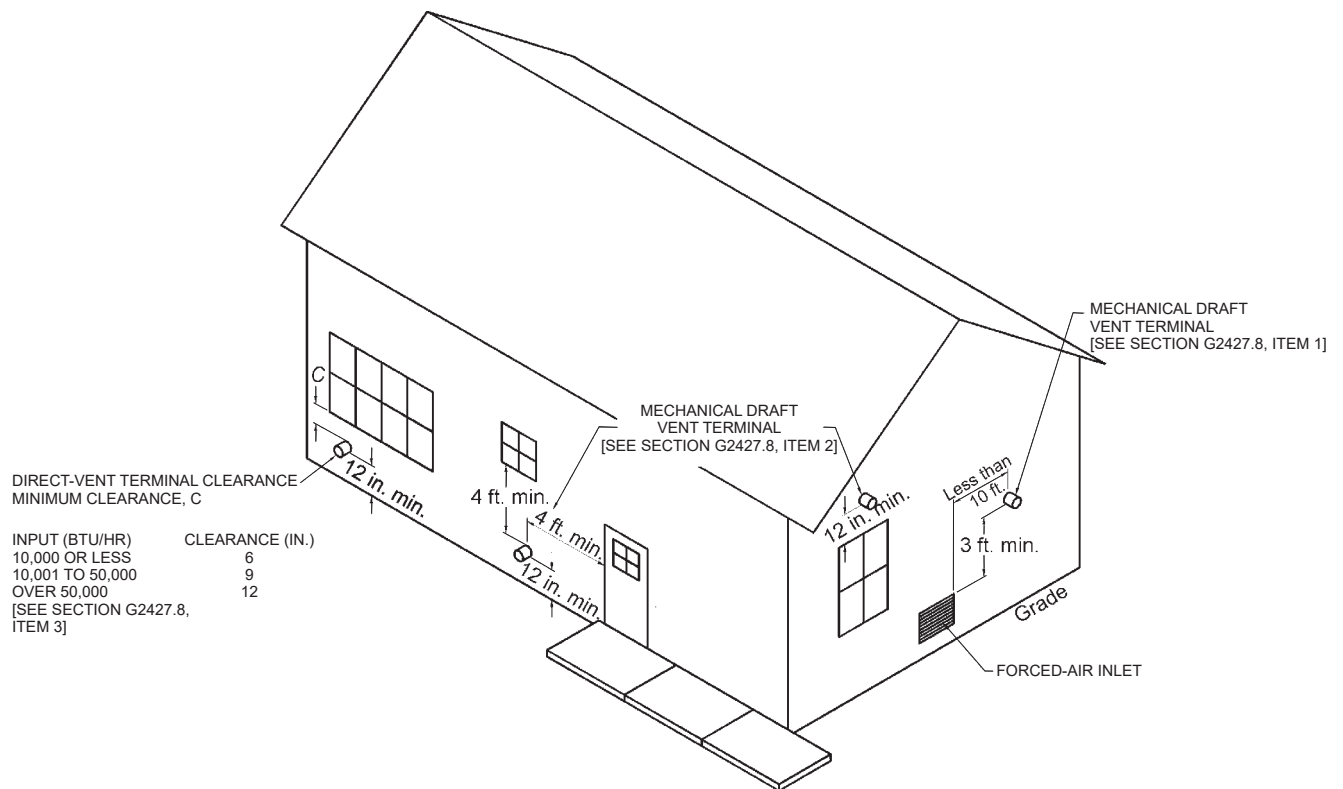 MECHANICAL DRAFT
VENT TERMINAL
[SEE SECTION G2427.8, ITEM 1]
MECHANICAL DRAFT
VENT TERMINAL
[SEE SECTION G2427.8, ITEM 2]
C
DIRECT-VENT TERMINAL CLEARANCE
MINIMUM CLEARANCE, C
12 in. min.
INPUT (BTU/HR) CLEARANCE (IN.)
10,000 OR LESS 6
10,001 TO 50,000 9
OVER 50,000 12
[SEE SECTION G2427.8,
ITEM 3]
4 ft. min.
4 ft. min.
12 in. min.
12 in. min.
Less than
10 ft.
3 ft. min.
Grade
FORCED-AIR INLET